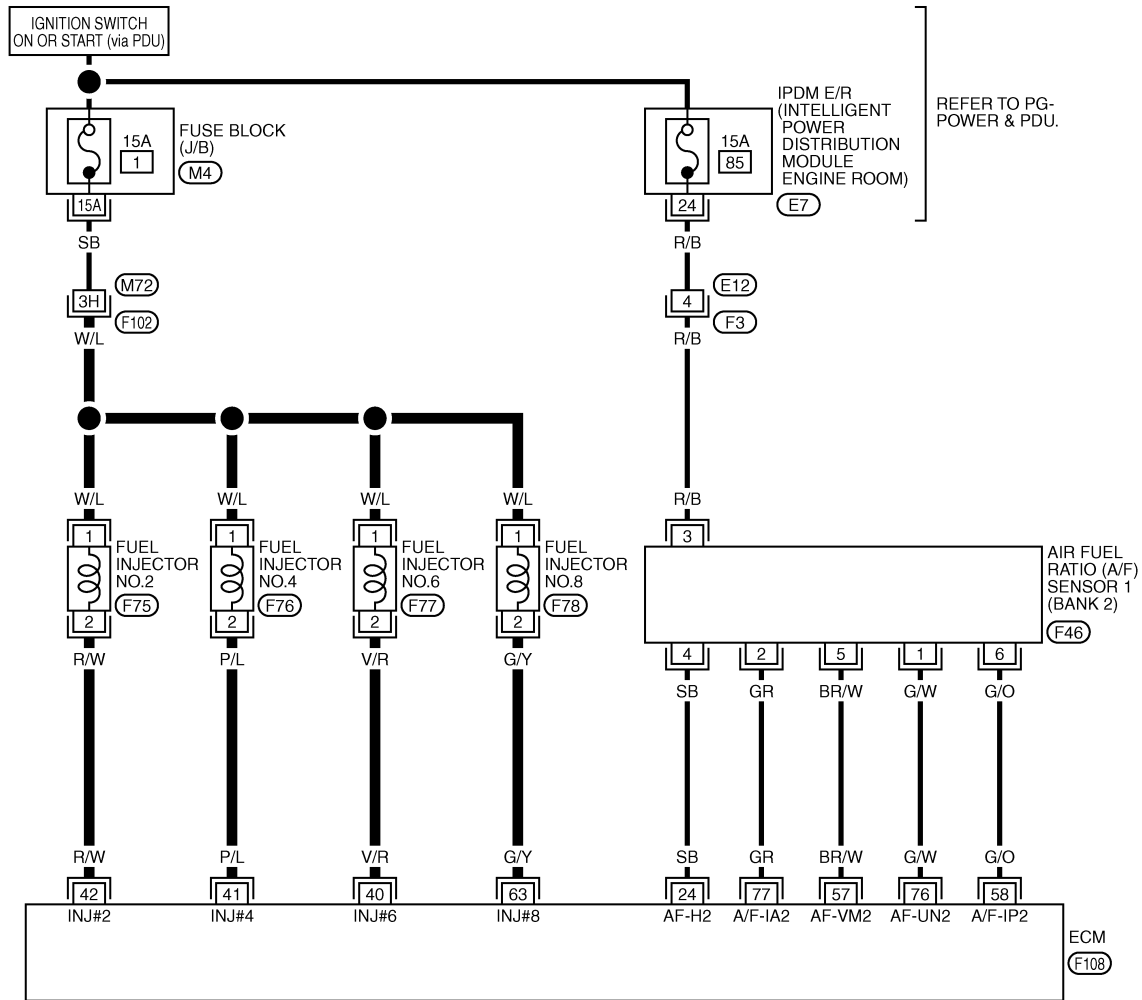 IGNITION SWITCH
ON OR START (via PDU)
FUSE BLOCK
(J/B)
M4
15A
1
15A
SB
IPDM E/R
(INTELLIGENT
POWER
DISTRIBUTION
MODULE
ENGINE ROOM)
E7
15A
85
24
R/B
REFER TO PG-
POWER & PDU.
M72
3H
F102
W/L
E12
4
F3
R/B
W/L
W/L
W/L
W/L
R/B
1
1
1
1
3
FUEL
INJECTOR
NO.2
F75
FUEL
INJECTOR
NO.4
F76
FUEL
INJECTOR
NO.6
F77
FUEL
INJECTOR
NO.8
F78
AIR FUEL
RATIO (A/F)
SENSOR 1
(BANK 2)
F46
2
2
2
2
4
2
5
1
6
R/W
P/L
V/R
G/Y
SB
GR
BR/W
G/W
G/O
R/W
P/L
V/R
G/Y
SB
GR
BR/W
G/W
G/O
42
41
40
63
24
77
57
76
58
INJ#2
INJ#4
INJ#6
INJ#8
AF-H2
A/F-IA2
AF-VM2
AF-UN2
A/F-IP2
ECM
F108